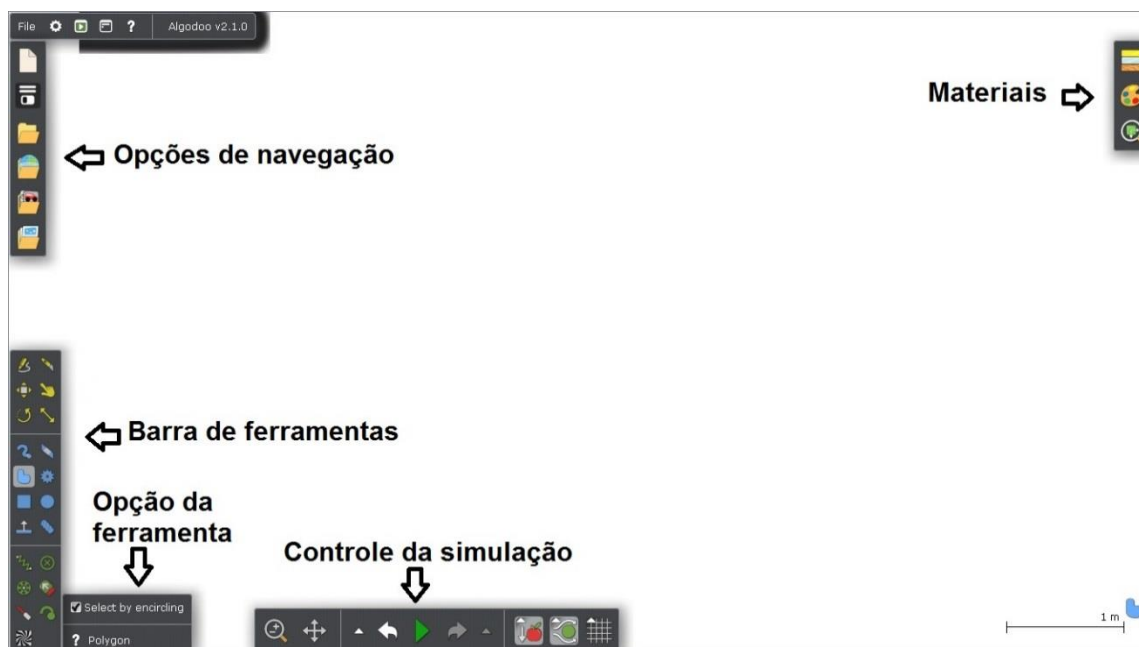 File ? Algodoo v2.1.0
Materiais
Opções de navegação
Barra de ferramentas
Opção da
ferramenta
Controle da simulação
Select by encircling
? Polygon
1 m